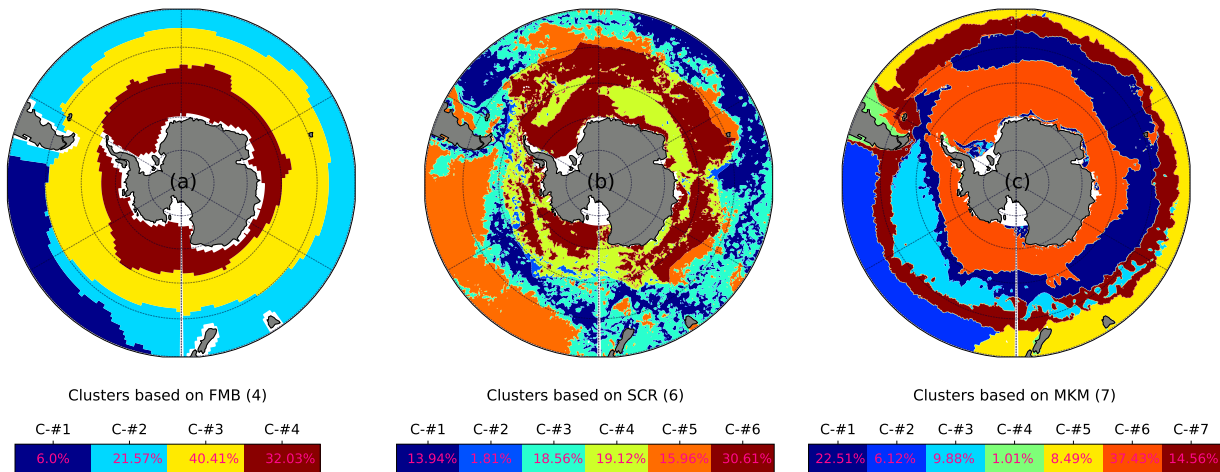 (a)
(b)
(c)
Clusters based on FMB (4)
C-#1 C-#2 C-#3 C-#4
6.0% 21.57% 40.41% 32.03%
Clusters based on SCR (6)
C-#1 C-#2 C-#3 C-#4 C-#5 C-#6
13.94% 1.81% 18.56% 19.12% 15.96% 30.61%
Clusters based on MKM (7)
C-#1 C-#2 C-#3 C-#4 C-#5 C-#6 C-#7
22.51% 6.12% 9.88% 1.01% 8.49% 37.43% 14.56%